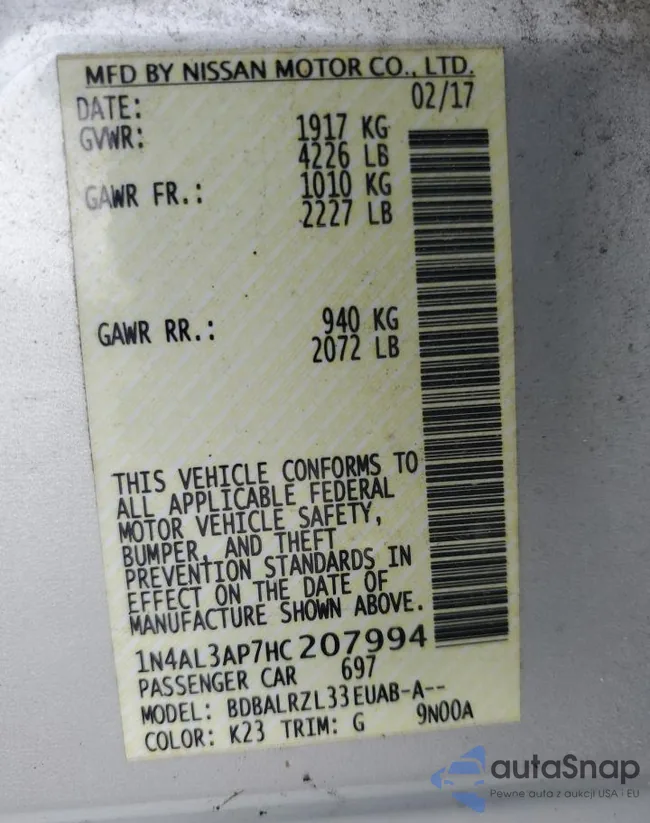 MFD BY NISSAN MOTOR CO., LTD.
DATE: 02/17
GVWR: 1917 KG
4226 LB
GAWR FR.: 1010 KG
2227 LB
GAWR RR.: 940 KG
2072 LB
THIS VEHICLE CONFORMS TO
ALL APPLICABLE FEDERAL
MOTOR VEHICLE SAFETY,
BUMPER, AND THEFT
PREVENTION STANDARDS IN
EFFECT ON THE DATE OF
MANUFACTURE SHOWN ABOVE.
1N4AL3AP7HC207994
PASSENGER CAR 697
MODEL: BDBALRZL33EUAB-A--
COLOR: K23 TRIM: G 9N00A
autaSnap
Pewne auta z aukcji USA i EU